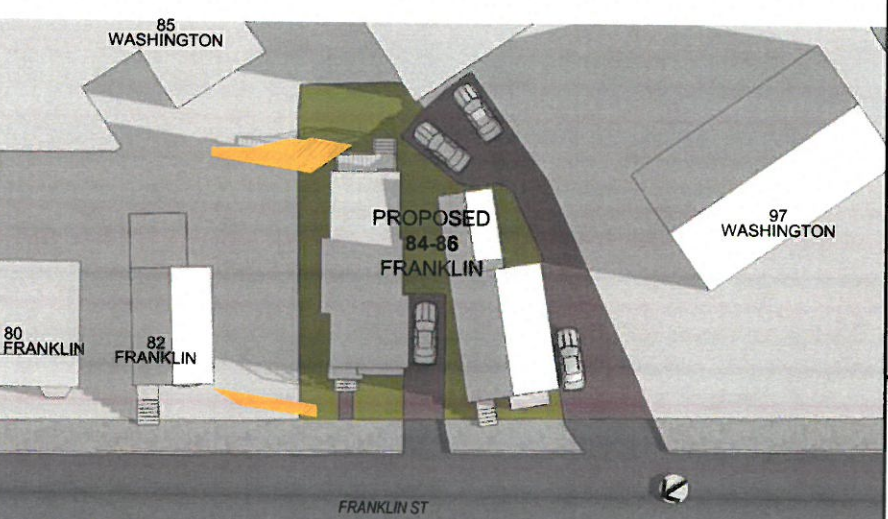 85
WASHINGTON
PROPOSED
84-86
FRANKLIN
97
WASHINGTON
80
FRANKLIN
82
FRANKLIN
FRANKLIN ST